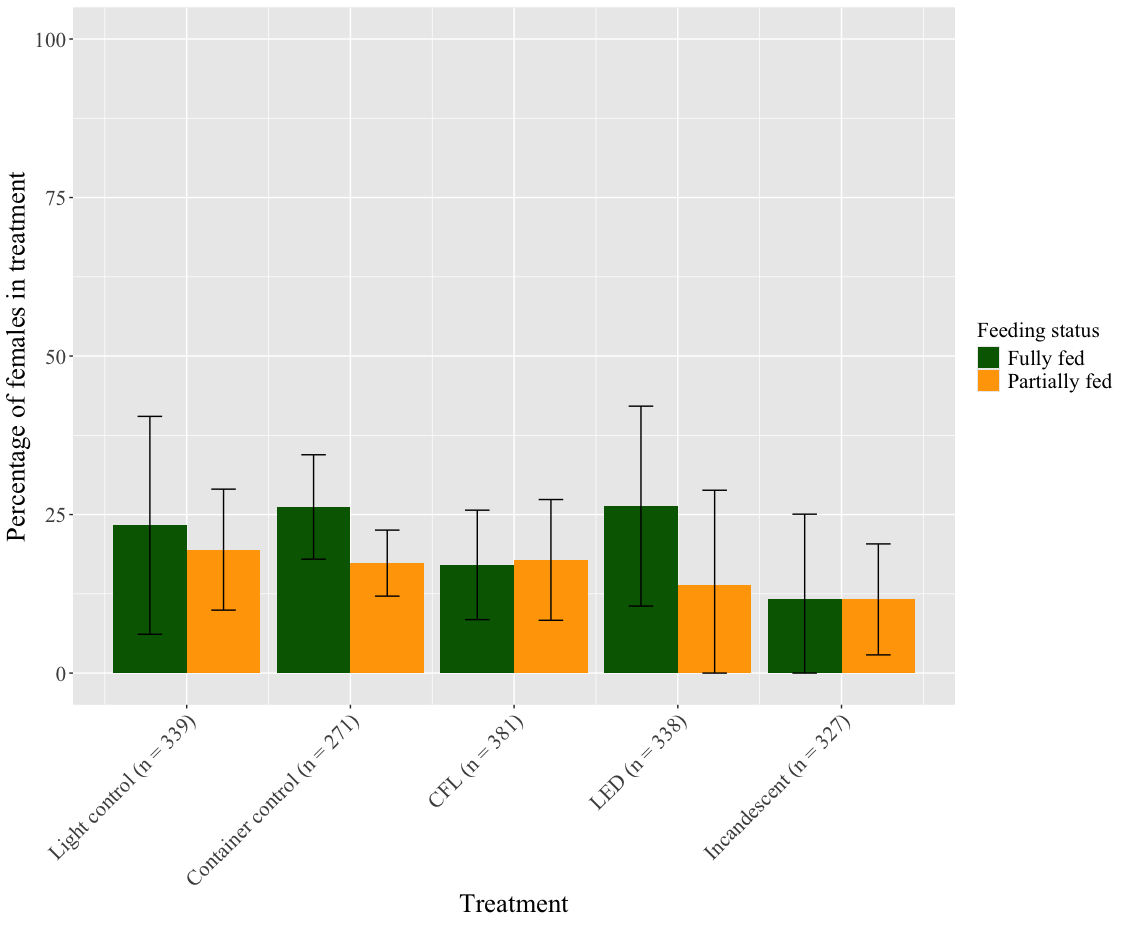 Percentage of females in treatment
100
75
50
25
0
Light control (n = 339)
Container control (n = 271)
CFL (n = 381)
LED (n = 338)
Incandescent (n = 327)
Treatment
Feeding status
Fully fed
Partially fed